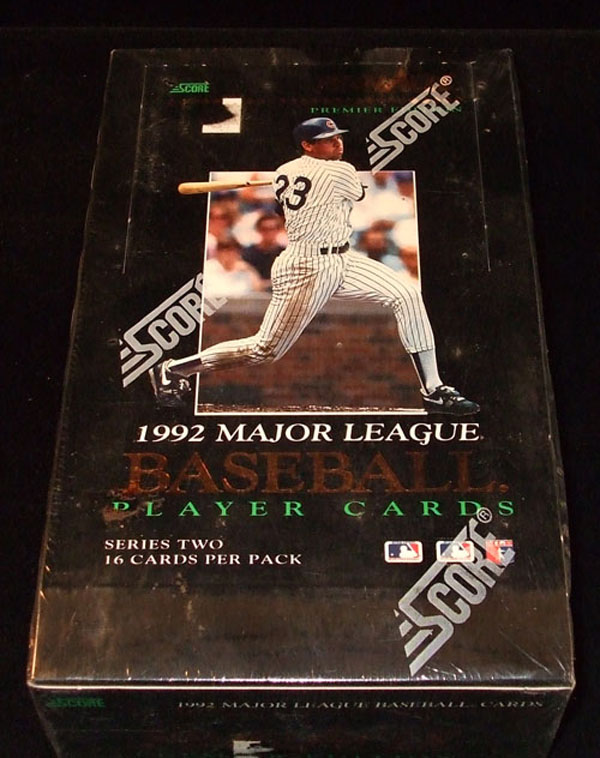 SCORE
PREMIER
SCORE®
23
SCORE
1992 MAJOR LEAGUE
BASEBALL.
PLAYER CARDS
SERIES TWO
16 CARDS PER PACK
SCORE®
SCORE
1992 MAJOR LEAGUE BASEBALL CARDS